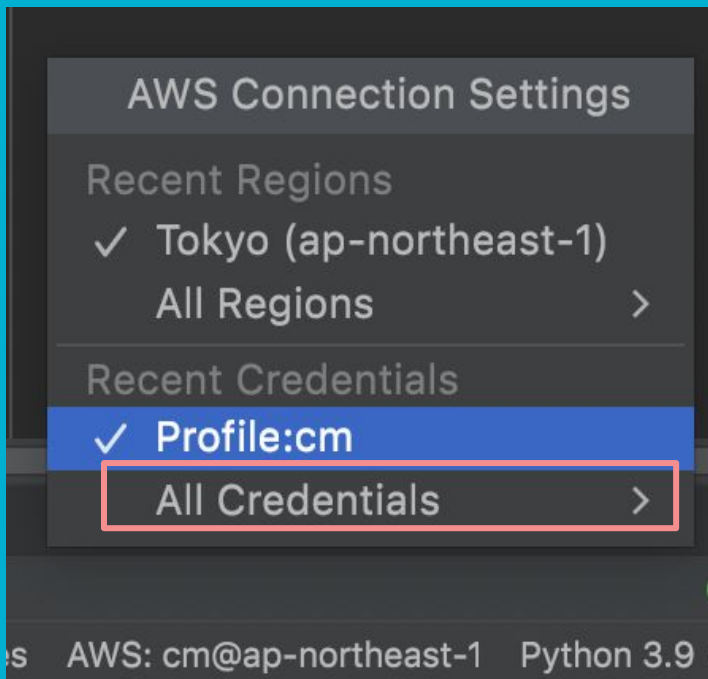 AWS Connection Settings
Recent Regions
✓ Tokyo (ap-northeast-1)
All Regions >
Recent Credentials
✓ Profile:cm
All Credentials >
AWS: cm@ap-northeast-1 Python 3.9